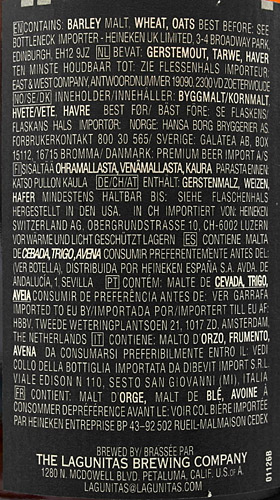 EN CONTAINS: BARLEY MALT, WHEAT, OATS BEST BEFORE: SEE
BOTTLENECK IMPORTER - HEINEKEN UK LIMITED, 3-4 BROADWAY PARK,
EDINBURGH, EH12 9JZ NL BEVAT: GERSTEMOUT, TARWE, HAVER
TEN MINSTE HOUDBAAR TOT: ZIE FLESSENHALS IMPORTEUR:
EAST & WEST COMPANY, ANTWOORDNUMMER 19090, 2300 VD ZOETERWOUDE
NO/SE/DK INNEHOLDER/INNEHÅLLER: BYGGMALT/KORNMALT,
HVETE/VETE, HAVRE BEST FØR/ BÄST FÖRE: SE FLASKENS/
FLASKANS HALS IMPORTØR: NORGE: HANSA BORG BRYGGERIER AS,
FORBRUKERKONTAKT 800 30 565/ SVERIGE: GALATEA AB, BOX
15112, 16715 BROMMA/ DANMARK: PREMIUM BEER IMPORT A/S
FI SISÄLTÄÄ OHRAMALLASTA, VEHNÄMALLASTA, KAURA PARASTA ENNEN:
KATSO PULLON KAULA DE/CH/AT ENTHÄLT: GERSTENMALZ, WEIZEN,
HAFER MINDESTENS HALTBAR BIS: SIEHE FLASCHENHALS
HERGESTELLT IN DEN USA. IN CH IMPORTIERT VON: HEINEKEN
SWITZERLAND AG, OBERGRUNDSTRASSE 10, CH-6002 LUZERN
VOR WÄRME UND LICHT GESCHÜTZT LAGERN ES CONTIENE MALTA
DE CEBADA, TRIGO, AVENA CONSUMIR PREFERENTEMENTE ANTES DEL:
(VER BOTELLA), DISTRIBUIDA POR HEINEKEN ESPAÑA S.A. AVDA. DE
ANDALUCÍA, 1, SEVILLA PT CONTÉM: MALTE DE CEVADA, TRIGO,
AVEIA CONSUMIR DE PREFERÊNCIA ANTES DE: VER GARRAFA
IMPORTED TO EU BY/IMPORTADA POR/IMPORTER TILL EU AF:
HBBV, TWEEDE WETERINGPLANTSOEN 21, 1017 ZD, AMSTERDAM,
THE NETHERLANDS IT CONTIENE: MALTO D'ORZO, FRUMENTO,
AVENA DA CONSUMARSI PREFERIBILMENTE ENTRO IL: VEDI
COLLO DELLA BOTTIGLIA IMPORTATA DA DIBEVIT IMPORT S.R.L
VIALE EDISON N 110, SESTO SAN GIOVANNI (MI), ITALIA
FR CONTIENT: MALT D'ORGE, MALT DE BLÉ, AVOINE À
CONSOMMER DE PRÉFÉRENCE AVANT LE: VOIR COL BIÈRE IMPORTÉE
PAR HEINEKEN ENTREPRISE BP 43-92502 RUEIL-MALMAISON CEDEX
BREWED BY/ BRASSÉE PAR
THE LAGUNITAS BREWING COMPANY
1280 N. MCDOWELL BLVD. PETALUMA, CALIF, U.S. OF A.
LAGUNITAS@LAGUNITAS